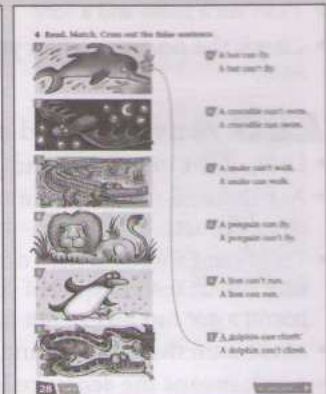 4 Read. Match. Cross out the false sentence.
A bat can fly.
A bat can't fly.
A crocodile can't swim.
A crocodile can swim.
A snake can't walk.
A snake can walk.
A penguin can fly.
A penguin can't fly.
A lion can't run.
A lion can run.
A dolphin can climb.
A dolphin can't climb.
28